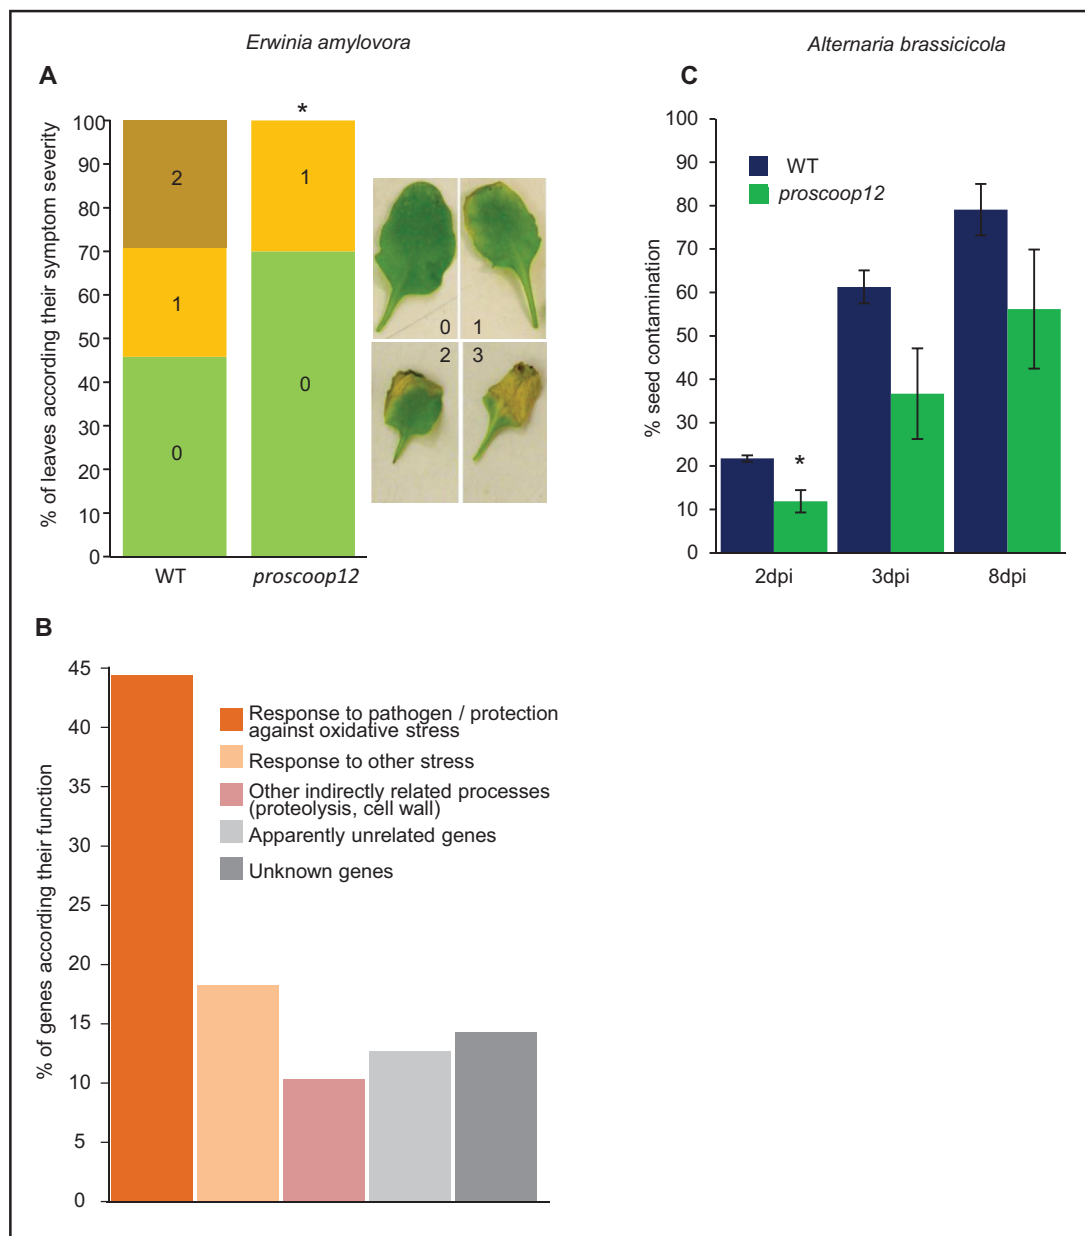 Erwinia amylovora
Alternaria brassicicola
A
*
% of leaves according their symptom severity
100
90
80
70
60
50
40
30
20
10
0
2
1
0
1
0
WT
proscoop12
0
1
2
3
C
% seed contamination
100
90
80
70
60
50
40
30
20
10
0
WT
proscoop12
*
2dpi
3dpi
8dpi
B
% of genes according their function
45
40
35
30
25
20
15
10
5
0
Response to pathogen / protection
against oxidative stress
Response to other stress
Other indirectly related processes
(proteolysis, cell wall)
Apparently unrelated genes
Unknown genes